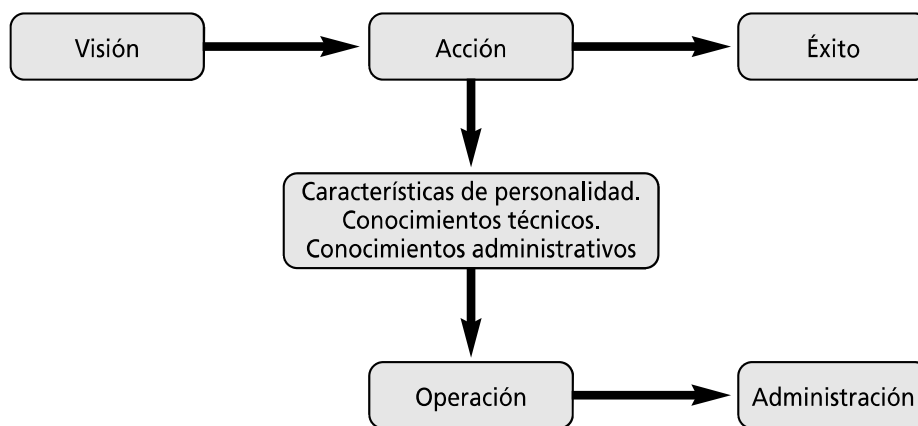 Visión
Acción
Éxito
Características de personalidad.
Conocimientos técnicos.
Conocimientos administrativos
Operación
Administración